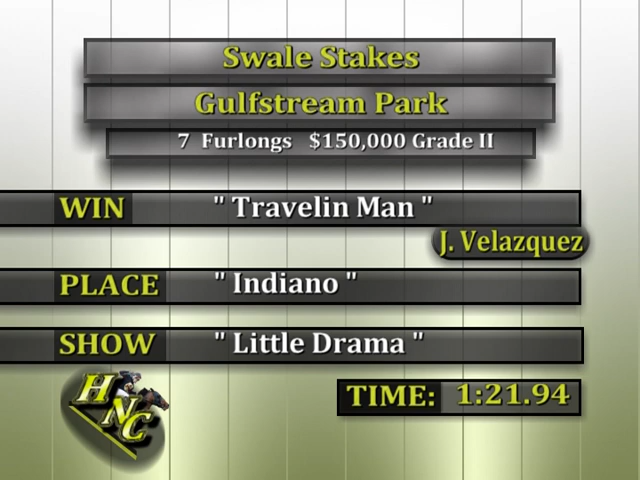 Swale Stakes
Gulfstream Park
7 Furlongs $150,000 Grade II
WIN " Travelin Man "
J. Velazquez
PLACE " Indiano "
SHOW " Little Drama "
HNC
TIME: 1:21.94